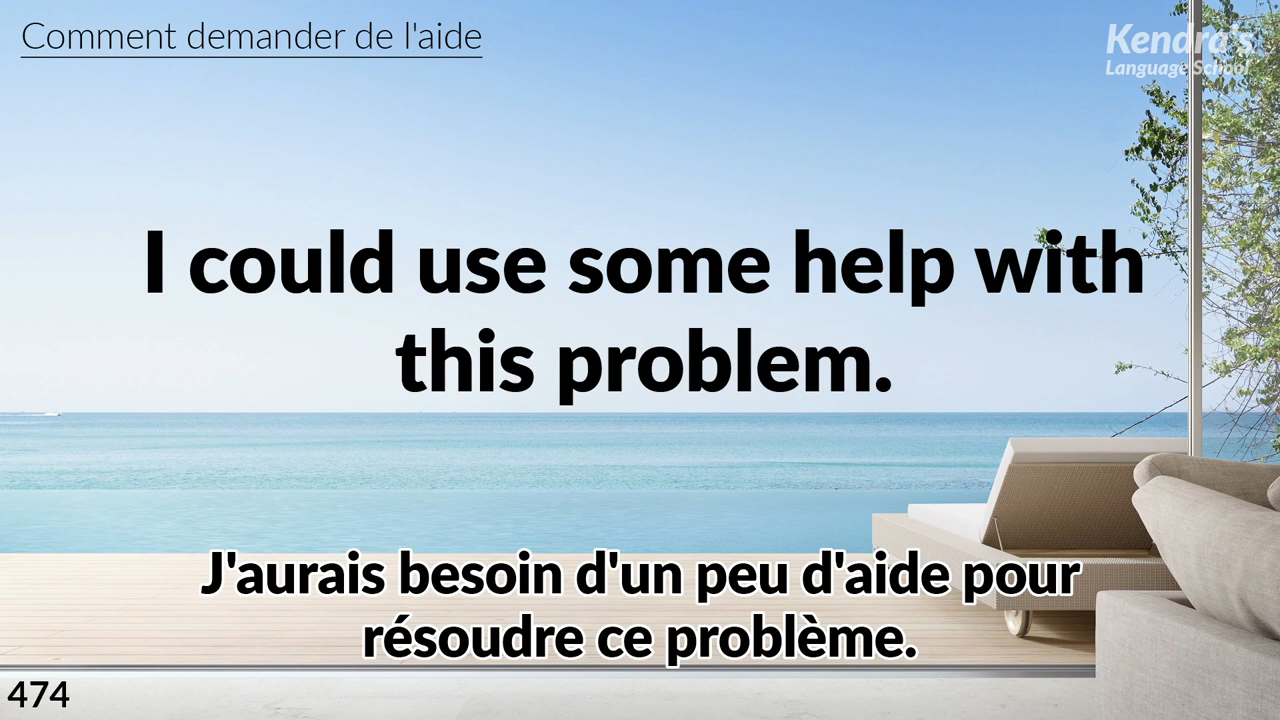 Comment demander de l'aide
Kendra's
Language School
I could use some help with
this problem.
J'aurais besoin d'un peu d'aide pour
résoudre ce problème.
474